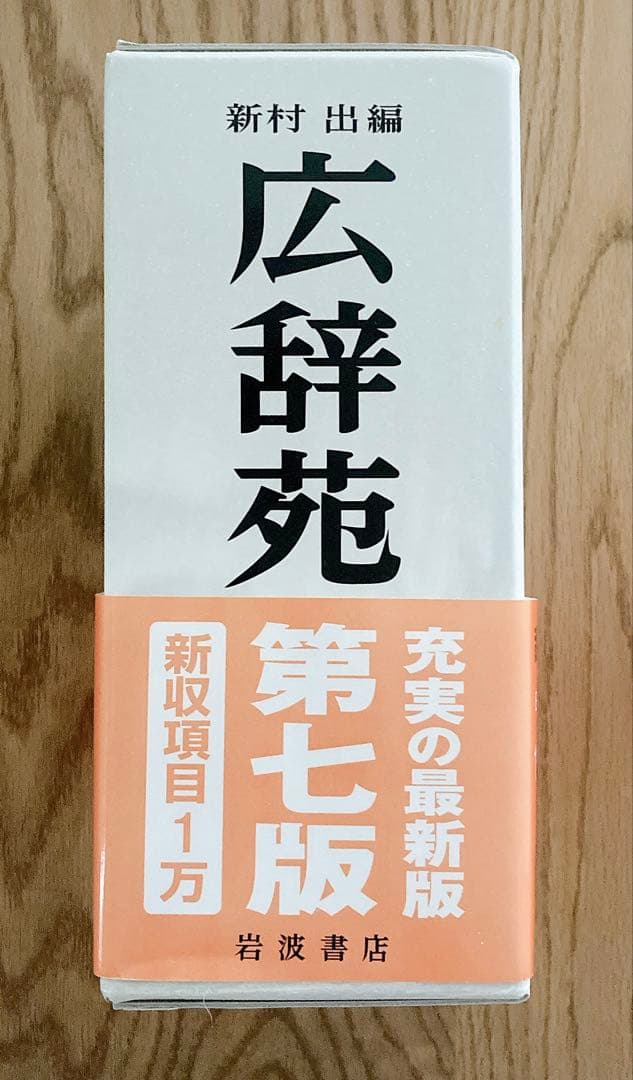 新村 出編
広辞苑
充実の最新版
第七版
新収項目1万
岩波書店